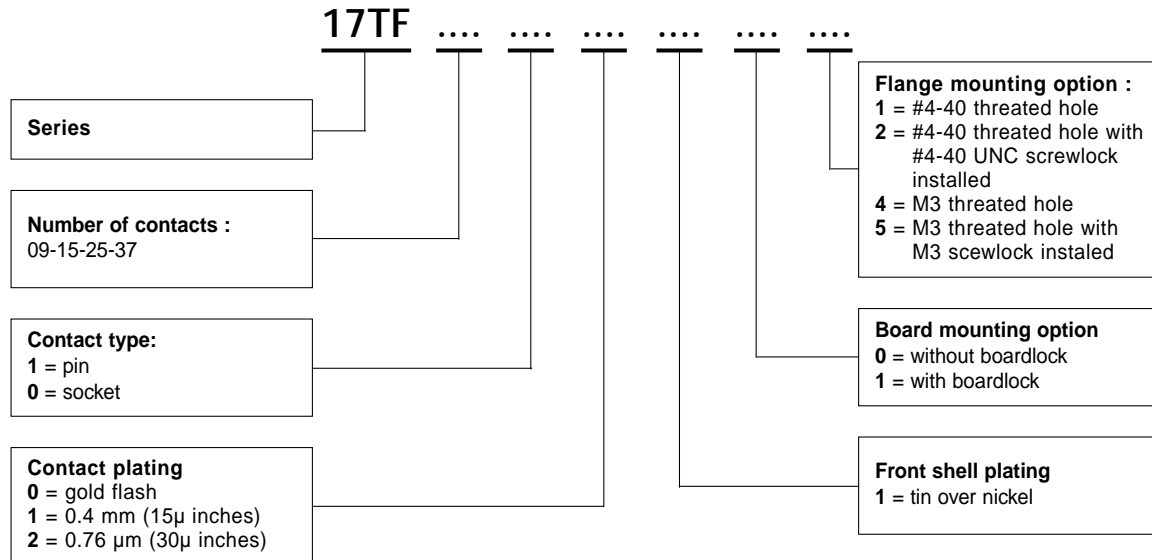 17TF .... .... .... .... .... ....
Series
Number of contacts :
09-15-25-37
Contact type:
1 = pin
0 = socket
Contact plating
0 = gold flash
1 = 0.4 mm (15µ inches)
2 = 0.76 µm (30µ inches)
Flange mounting option :
1 = #4-40 threated hole
2 = #4-40 threated hole with
#4-40 UNC screwlock
installed
4 = M3 threated hole
5 = M3 threated hole with
M3 scewlock instaled
Board mounting option
0 = without boardlock
1 = with boardlock
Front shell plating
1 = tin over nickel